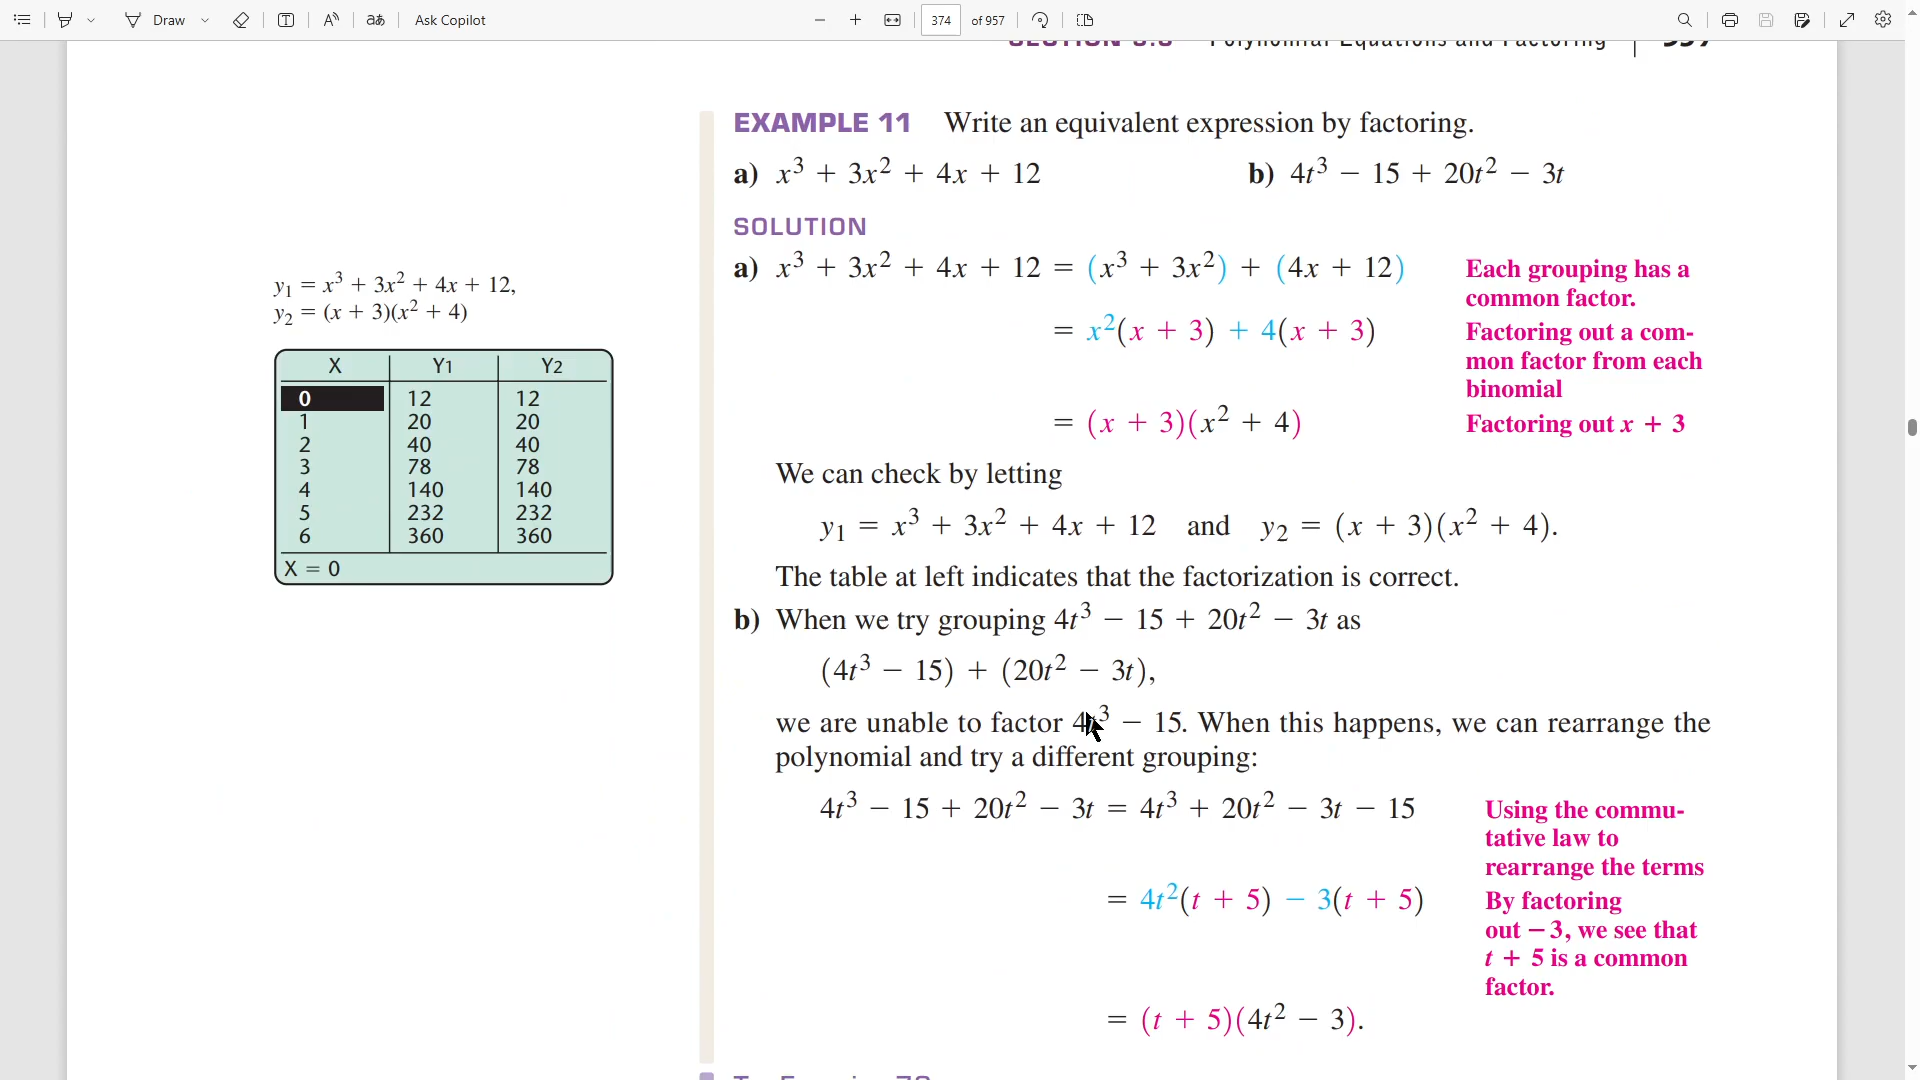 Draw
Ask Copilot
374 of 957
SECTION 5.5 Polynomial Equations and Factoring
EXAMPLE 11 Write an equivalent expression by factoring.
a) x³ + 3x² + 4x + 12 b) 4t³ − 15 + 20t² − 3t
SOLUTION
a) x³ + 3x² + 4x + 12 = (x³ + 3x²) + (4x + 12) Each grouping has a
common factor.
= x²(x + 3) + 4(x + 3) Factoring out a com-
mon factor from each
binomial
= (x + 3)(x² + 4) Factoring out x + 3
y₁ = x³ + 3x² + 4x + 12,
y₂ = (x + 3)(x² + 4)
X Y1 Y2
0 12 12
1 20 20
2 40 40
3 78 78
4 140 140
5 232 232
6 360 360
X = 0
We can check by letting
y₁ = x³ + 3x² + 4x + 12 and y₂ = (x + 3)(x² + 4).
The table at left indicates that the factorization is correct.
b) When we try grouping 4t³ − 15 + 20t² − 3t as
(4t³ − 15) + (20t² − 3t),
we are unable to factor 4t³ − 15. When this happens, we can rearrange the
polynomial and try a different grouping:
4t³ − 15 + 20t² − 3t = 4t³ + 20t² − 3t − 15 Using the commu-
tative law to
rearrange the terms
= 4t²(t + 5) − 3(t + 5) By factoring
out −3, we see that
t + 5 is a common
factor.
= (t + 5)(4t² − 3).